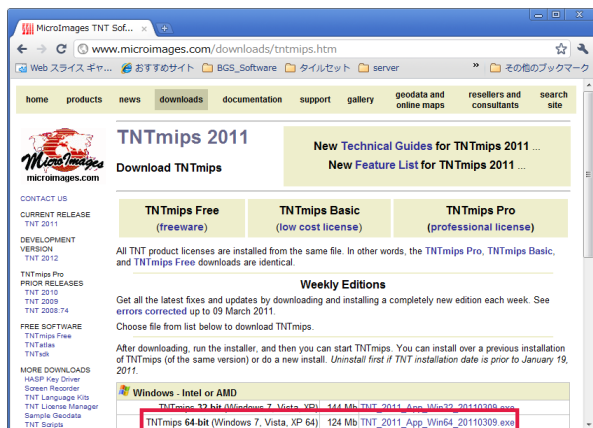 MicroImages TNT Sof...
www.microimages.com/downloads/tntmips.htm
Web スライス ギャ... おすすめサイト BGS_Software タイルセット server » その他のブックマーク
home products news downloads documentation support gallery geodata and online maps resellers and consultants search site
MicroImages
microimages.com
TNTmips 2011
Download TNTmips
New Technical Guides for TNTmips 2011 ...
New Feature List for TNTmips 2011 ...
CONTACT US
CURRENT RELEASE
TNT 2011
DEVELOPMENT
VERSION
TNT 2012
TNTmips Pro
PRIOR RELEASES
TNT 2010
TNT 2009
TNT 2008:74
FREE SOFTWARE
TNTmips Free
TNTatlas
TNTsdk
MORE DOWNLOADS
HASP Key Driver
Screen Recorder
TNT Language Kits
TNT License Manager
Sample Geodata
TNT Scripts
TNTmips Free
(freeware)
TNTmips Basic
(low cost license)
TNTmips Pro
(professional license)
All TNT product licenses are installed from the same file. In other words, the TNTmips Pro, TNTmips Basic,
and TNTmips Free downloads are identical.
Weekly Editions
Get all the latest fixes and updates by downloading and installing a completely new edition each week. See
errors corrected up to 09 March 2011.
Choose file from list below to download TNTmips.
After downloading, run the installer, and then you can start TNTmips. You can install over a previous installation
of TNTmips (of the same version) or do a new install. Uninstall first if TNT installation date is prior to January 19,
2011.
Windows - Intel or AMD
TNTmips 32-bit (Windows 7, Vista, XP) 144 Mb TNT_2011_App_Win32_20110309.exe
TNTmips 64-bit (Windows 7, Vista, XP 64) 124 Mb TNT_2011_App_Win64_20110309.exe